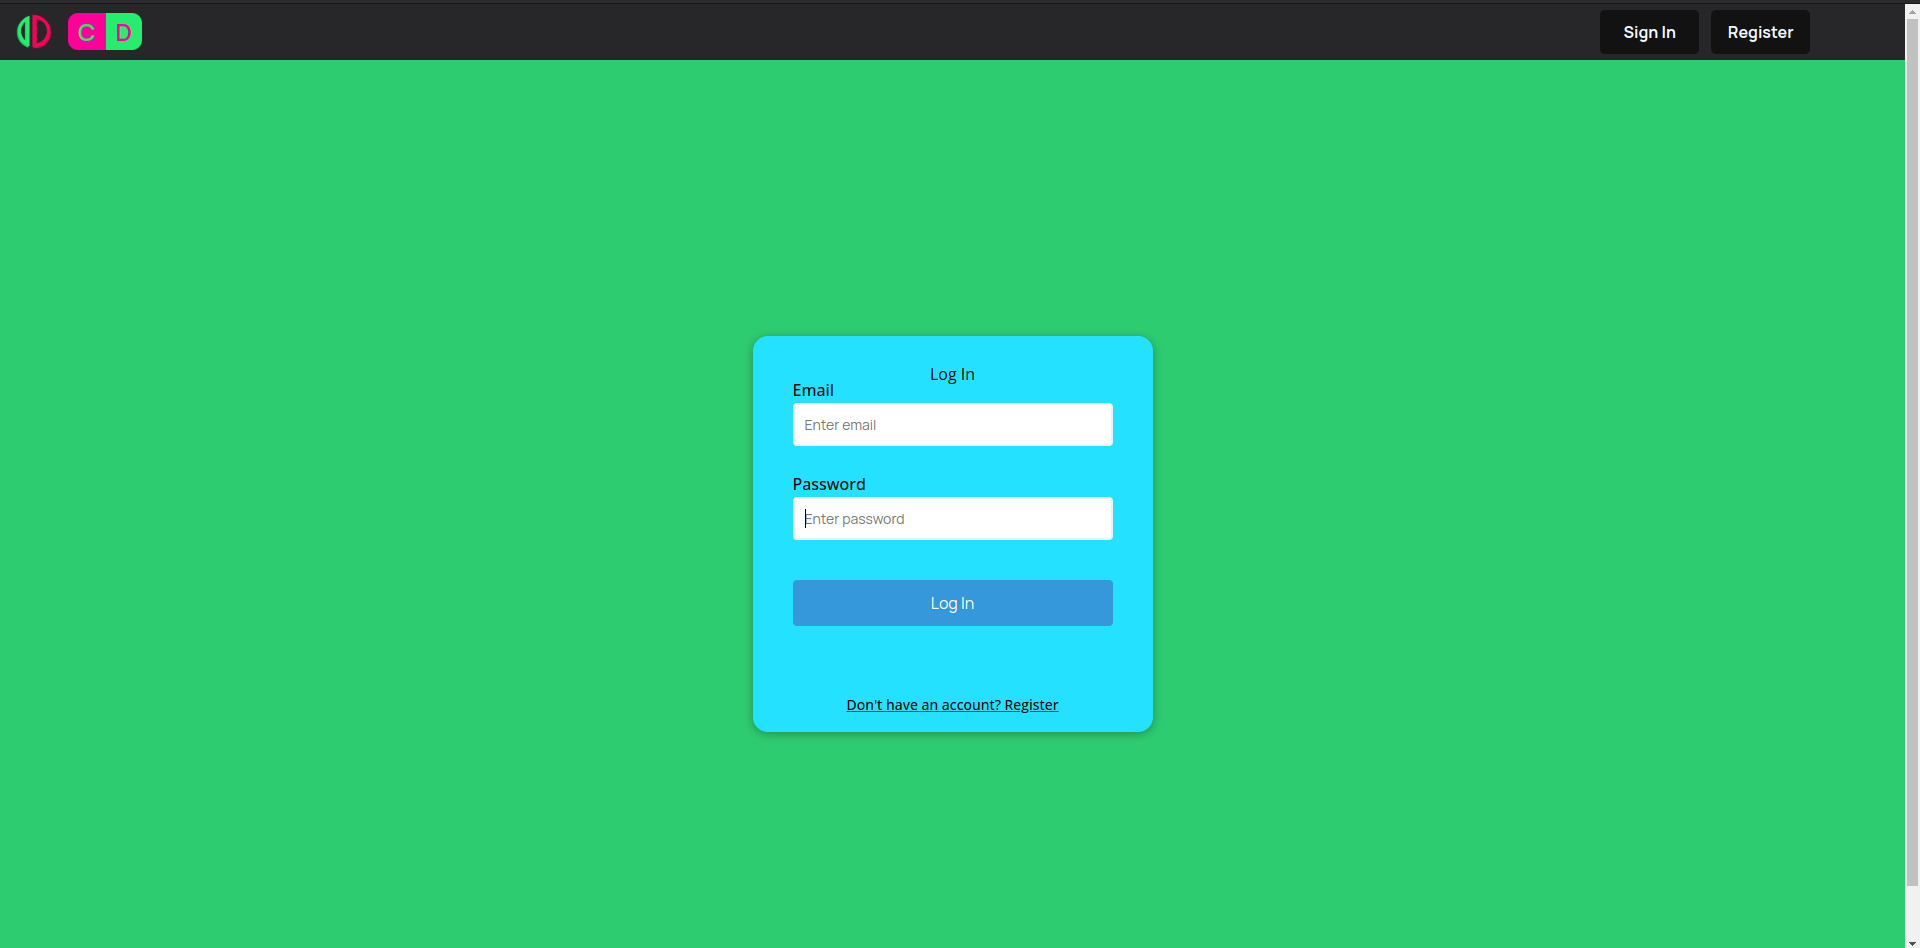 C D
Sign In
Register
Log In
Email
Enter email
Password
Enter password
Log In
Don't have an account? Register